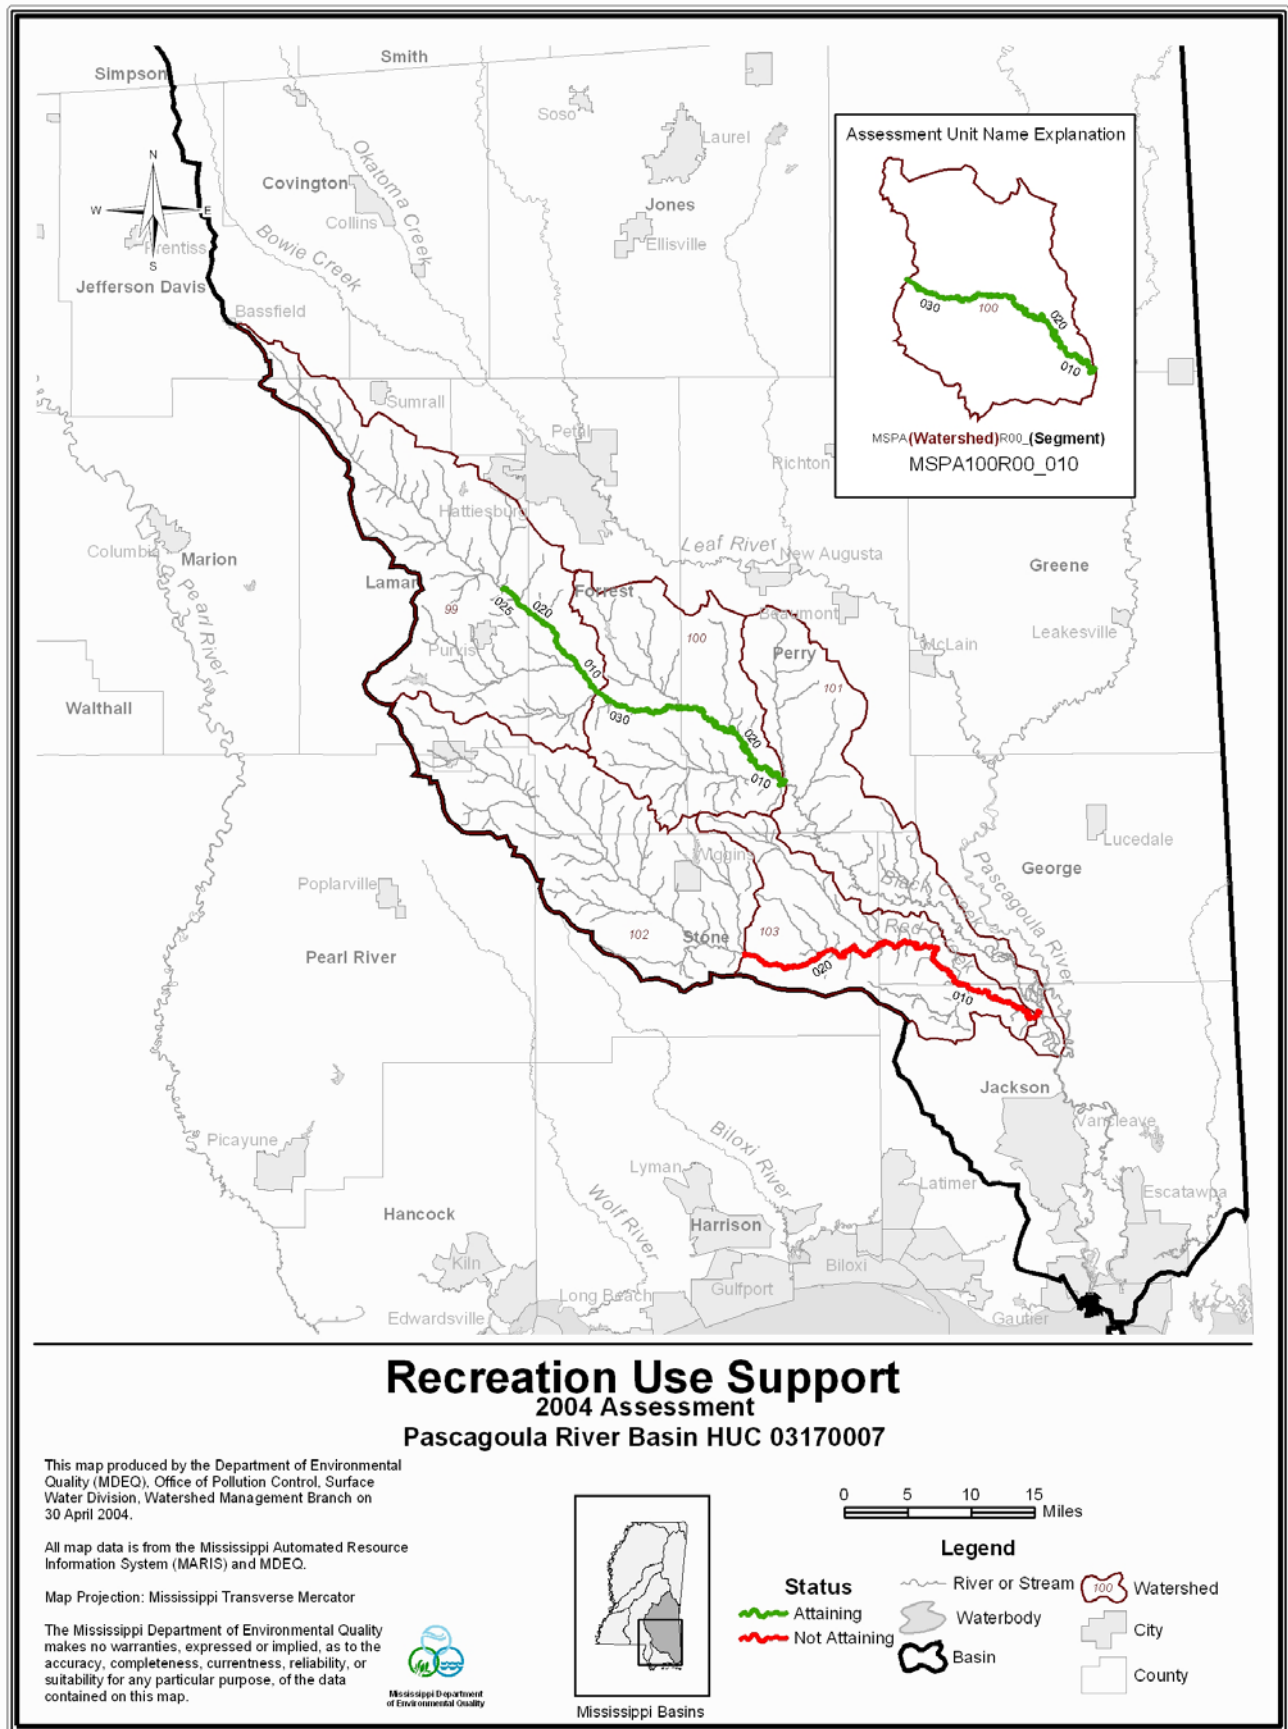 Simpson
Smith
Soso
Laurel
Covington
Okatoma Creek
Collins
Jones
Ellisville
N
W
E
S
Prentiss
Bowie Creek
Jefferson Davis
Bassfield
Assessment Unit Name Explanation
030
100
020
010
MSPA(Watershed)R00_(Segment)
MSPA100R00_010
Sumrall
Petal
Richton
Hattiesburg
Columbia
Marion
Pearl River
Leaf River
New Augusta
Greene
Lamar
Forrest
99
025
020
Beaumont
100
Leakesville
Purvis
Perry
McLain
010
101
Walthall
030
020
010
Lucedale
Wiggins
Pascagoula River
George
Poplarville
Black Creek
102
Stone
103
Red Creek
Pearl River
020
010
Jackson
Vancleave
Picayune
Biloxi River
Lyman
Latimer
Escatawpa
Wolf River
Hancock
Harrison
Kiln
Biloxi
Gulfport
Long Beach
Edwardsville
Gautier
Recreation Use Support
2004 Assessment
Pascagoula River Basin HUC 03170007
This map produced by the Department of Environmental
Quality (MDEQ), Office of Pollution Control, Surface
Water Division, Watershed Management Branch on
30 April 2004.
All map data is from the Mississippi Automated Resource
Information System (MARIS) and MDEQ.
Map Projection: Mississippi Transverse Mercator
The Mississippi Department of Environmental Quality
makes no warranties, expressed or implied, as to the
accuracy, completeness, currentness, reliability, or
suitability for any particular purpose, of the data
contained on this map.
Mississippi Department
of Environmental Quality
Mississippi Basins
0 5 10 15
Miles
Legend
Status
Attaining
Not Attaining
River or Stream
Waterbody
Basin
100
Watershed
City
County